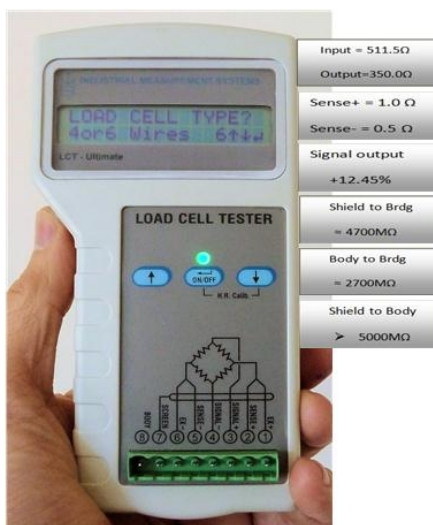 INDUSTRIAL MEASUREMENT SYSTEMS
LOAD CELL TYPE?
4or6 Wires 6↑↓↵
LCT - Ultimate
LOAD CELL TESTER
↑
ON/OFF
↓
H.R. Calib.
BODY
SCREEN
EX -
SENSE -
SIGNAL -
SIGNAL +
SENSE +
EX +
8 7 6 5 4 3 2 1
Input = 511.5Ω
Output=350.0Ω
Sense+ = 1.0 Ω
Sense- = 0.5 Ω
Signal output
+12.45%
Shield to Brdg
= 4700MΩ
Body to Brdg
= 2700MΩ
Shield to Body
➢ 5000MΩ